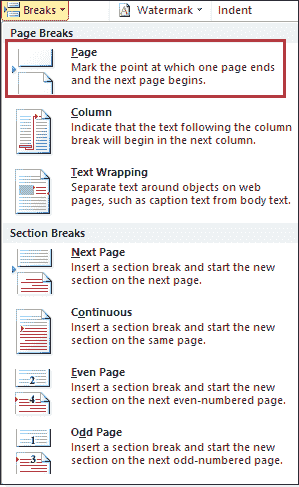 Breaks Watermark Indent
Page Breaks
Page
Mark the point at which one page ends
and the next page begins.
Column
Indicate that the text following the column
break will begin in the next column.
Text Wrapping
Separate text around objects on web
pages, such as caption text from body text.
Section Breaks
Next Page
Insert a section break and start the new
section on the next page.
Continuous
Insert a section break and start the new
section on the same page.
Even Page
Insert a section break and start the new
section on the next even-numbered page.
2
4
Odd Page
Insert a section break and start the new
section on the next odd-numbered page.
1
3